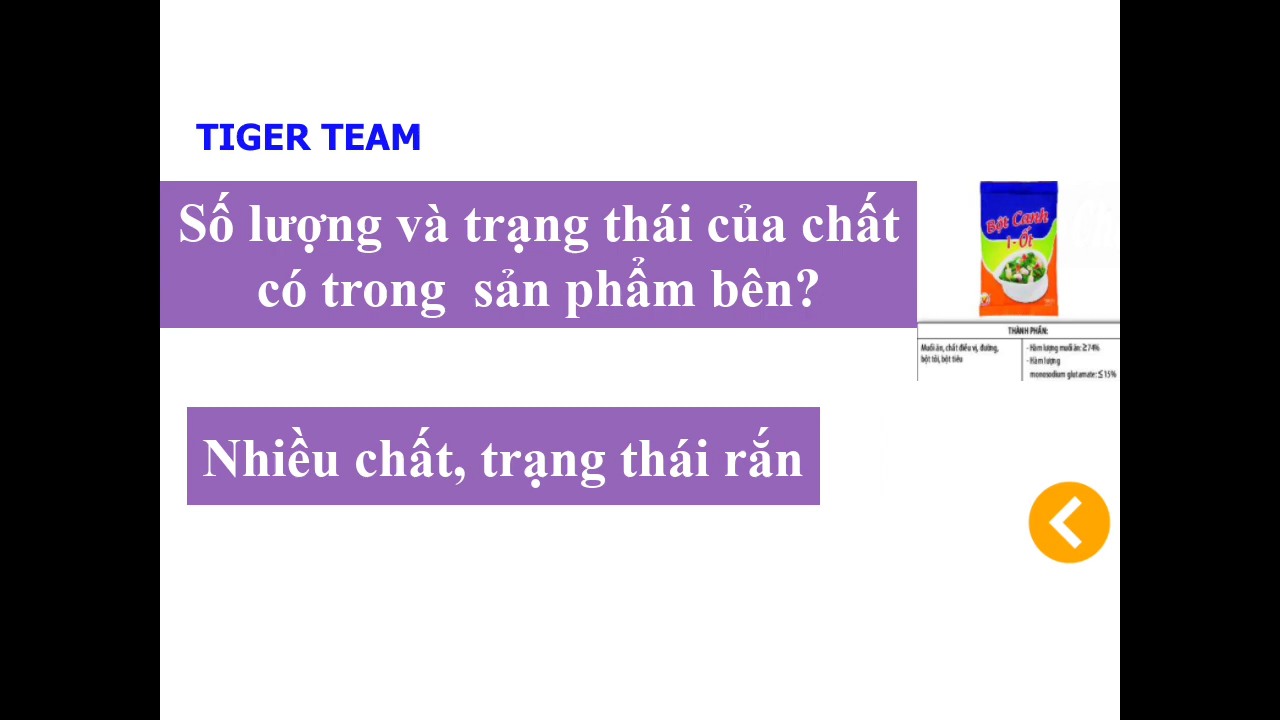 TIGER TEAM
Số lượng và trạng thái của chất
có trong sản phẩm bên?
Bột Canh
i-Ốt
THÀNH PHẦN:
Muối ăn, chất điều vị, đường,
bột tỏi, bột tiêu
- Hàm lượng muối ăn: ≥74%
- Hàm lượng
monosodium glutamate: ≤15%
Nhiều chất, trạng thái rắn